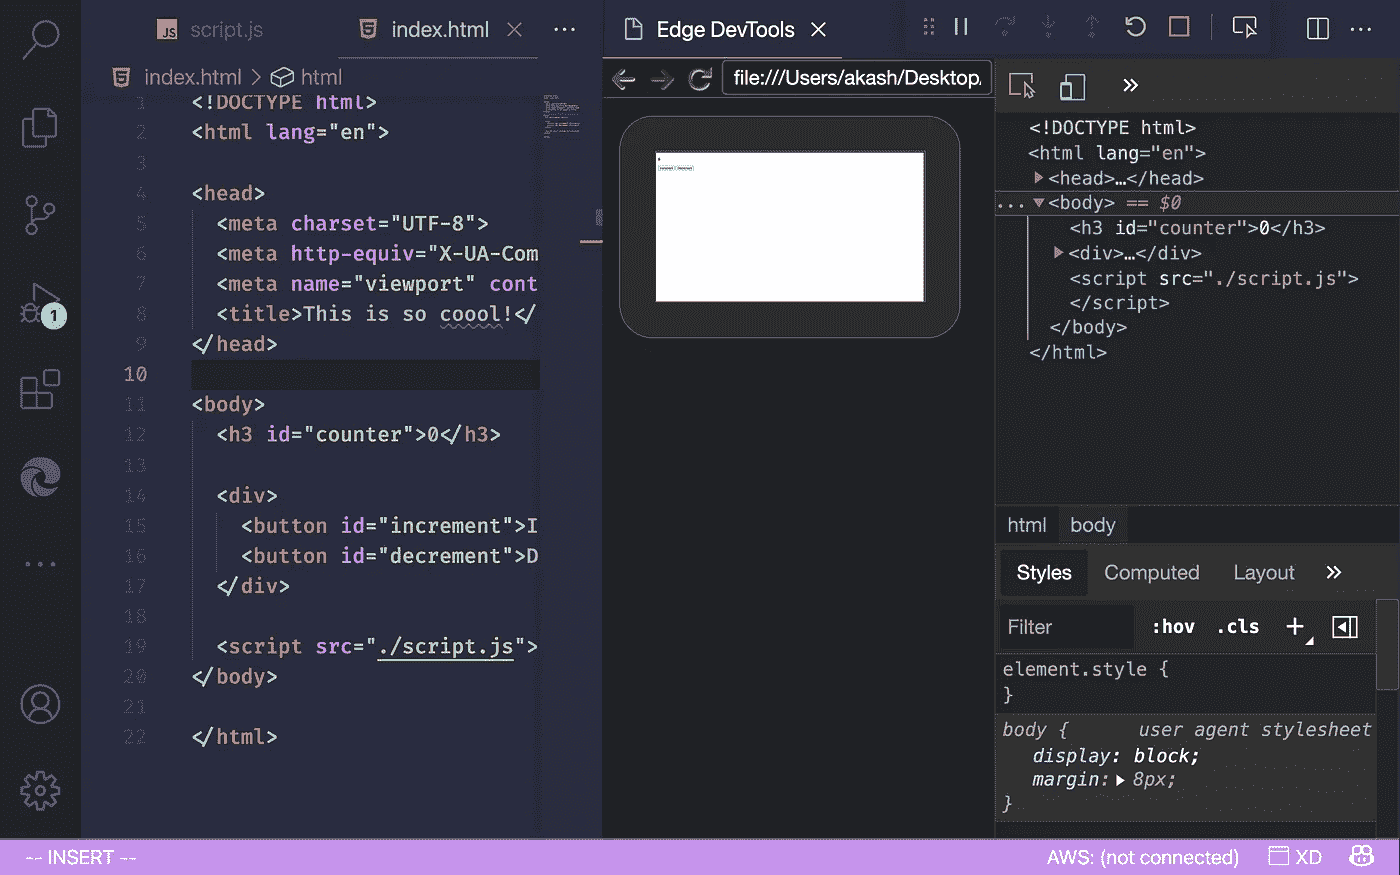 JS script.js
index.html
index.html > html
1 <!DOCTYPE html>
2 <html lang="en">
3
4 <head>
5 <meta charset="UTF-8">
6 <meta http-equiv="X-UA-Com
7 <meta name="viewport" cont
8 <title>This is so coool!</
9 </head>
10
11 <body>
12 <h3 id="counter">0</h3>
13
14 <div>
15 <button id="increment">I
16 <button id="decrement">D
17 </div>
18
19 <script src="./script.js">
20 </body>
21
22 </html>
1
-- INSERT --
Edge DevTools
file:///Users/akash/Desktop/
<!DOCTYPE html>
<html lang="en">
<head>…</head>
... <body> == $0
<h3 id="counter">0</h3>
<div>…</div>
<script src="./script.js">
</script>
</body>
</html>
html body
Styles Computed Layout »
Filter :hov .cls +
element.style {
}
body { user agent stylesheet
display: block;
margin: 8px;
}
AWS: (not connected) XD